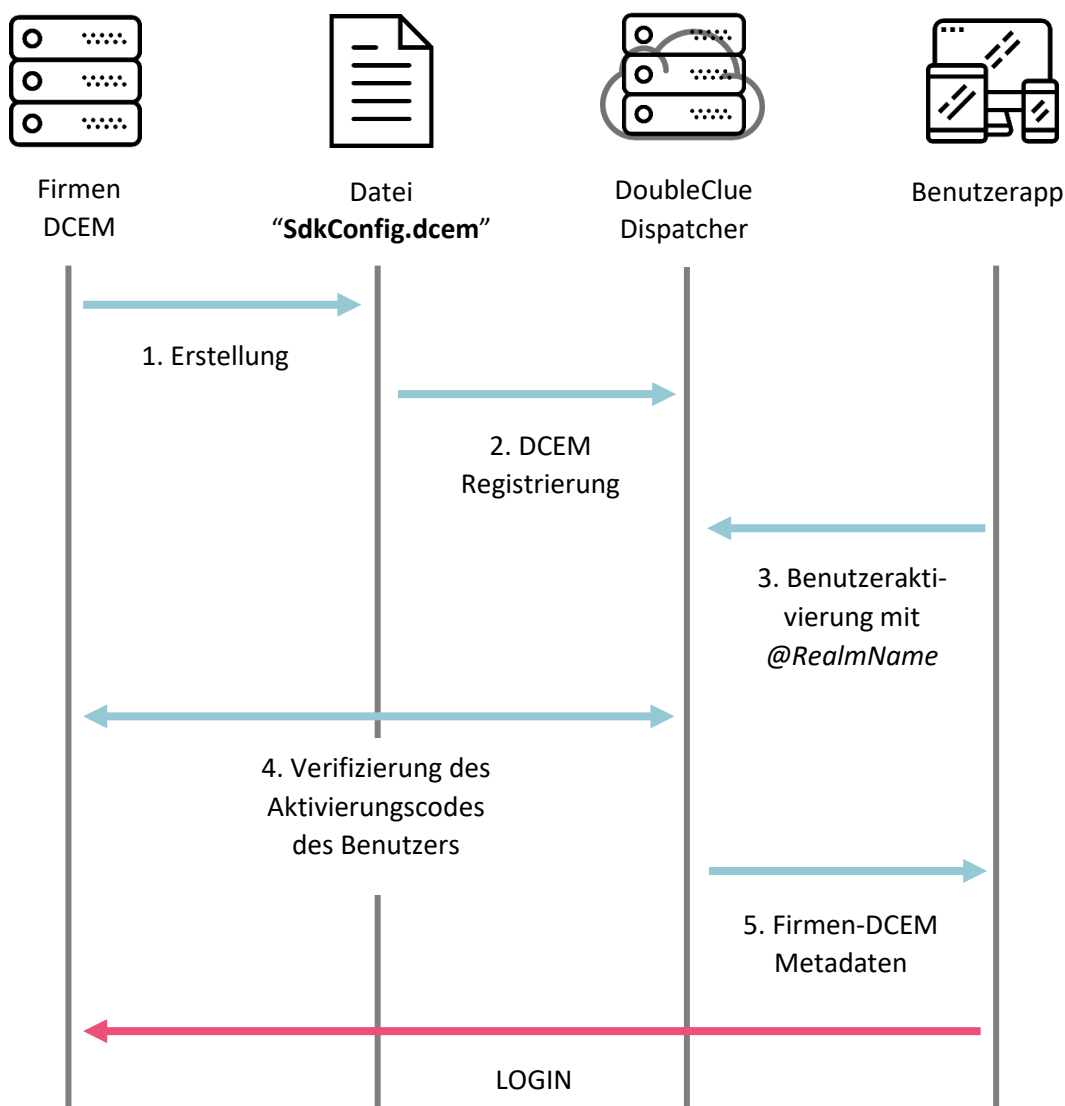 Firmen
DCEM
Datei
“SdkConfig.dcem”
DoubleClue
Dispatcher
Benutzerapp
1. Erstellung
2. DCEM
Registrierung
3. Benutzerakti-
vierung mit
@RealmName
4. Verifizierung des
Aktivierungscodes
des Benutzers
5. Firmen-DCEM
Metadaten
LOGIN